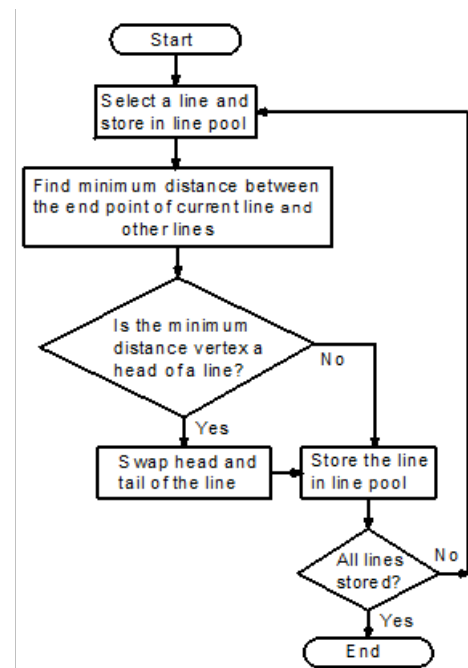 Start
Select a line and
store in line pool
Find minimum distance between
the end point of current line and
other lines
Is the minimum
distance vertex a
head of a line?
No
Yes
Swap head and
tail of the line
Store the line
in line pool
All lines
stored?
No
Yes
End